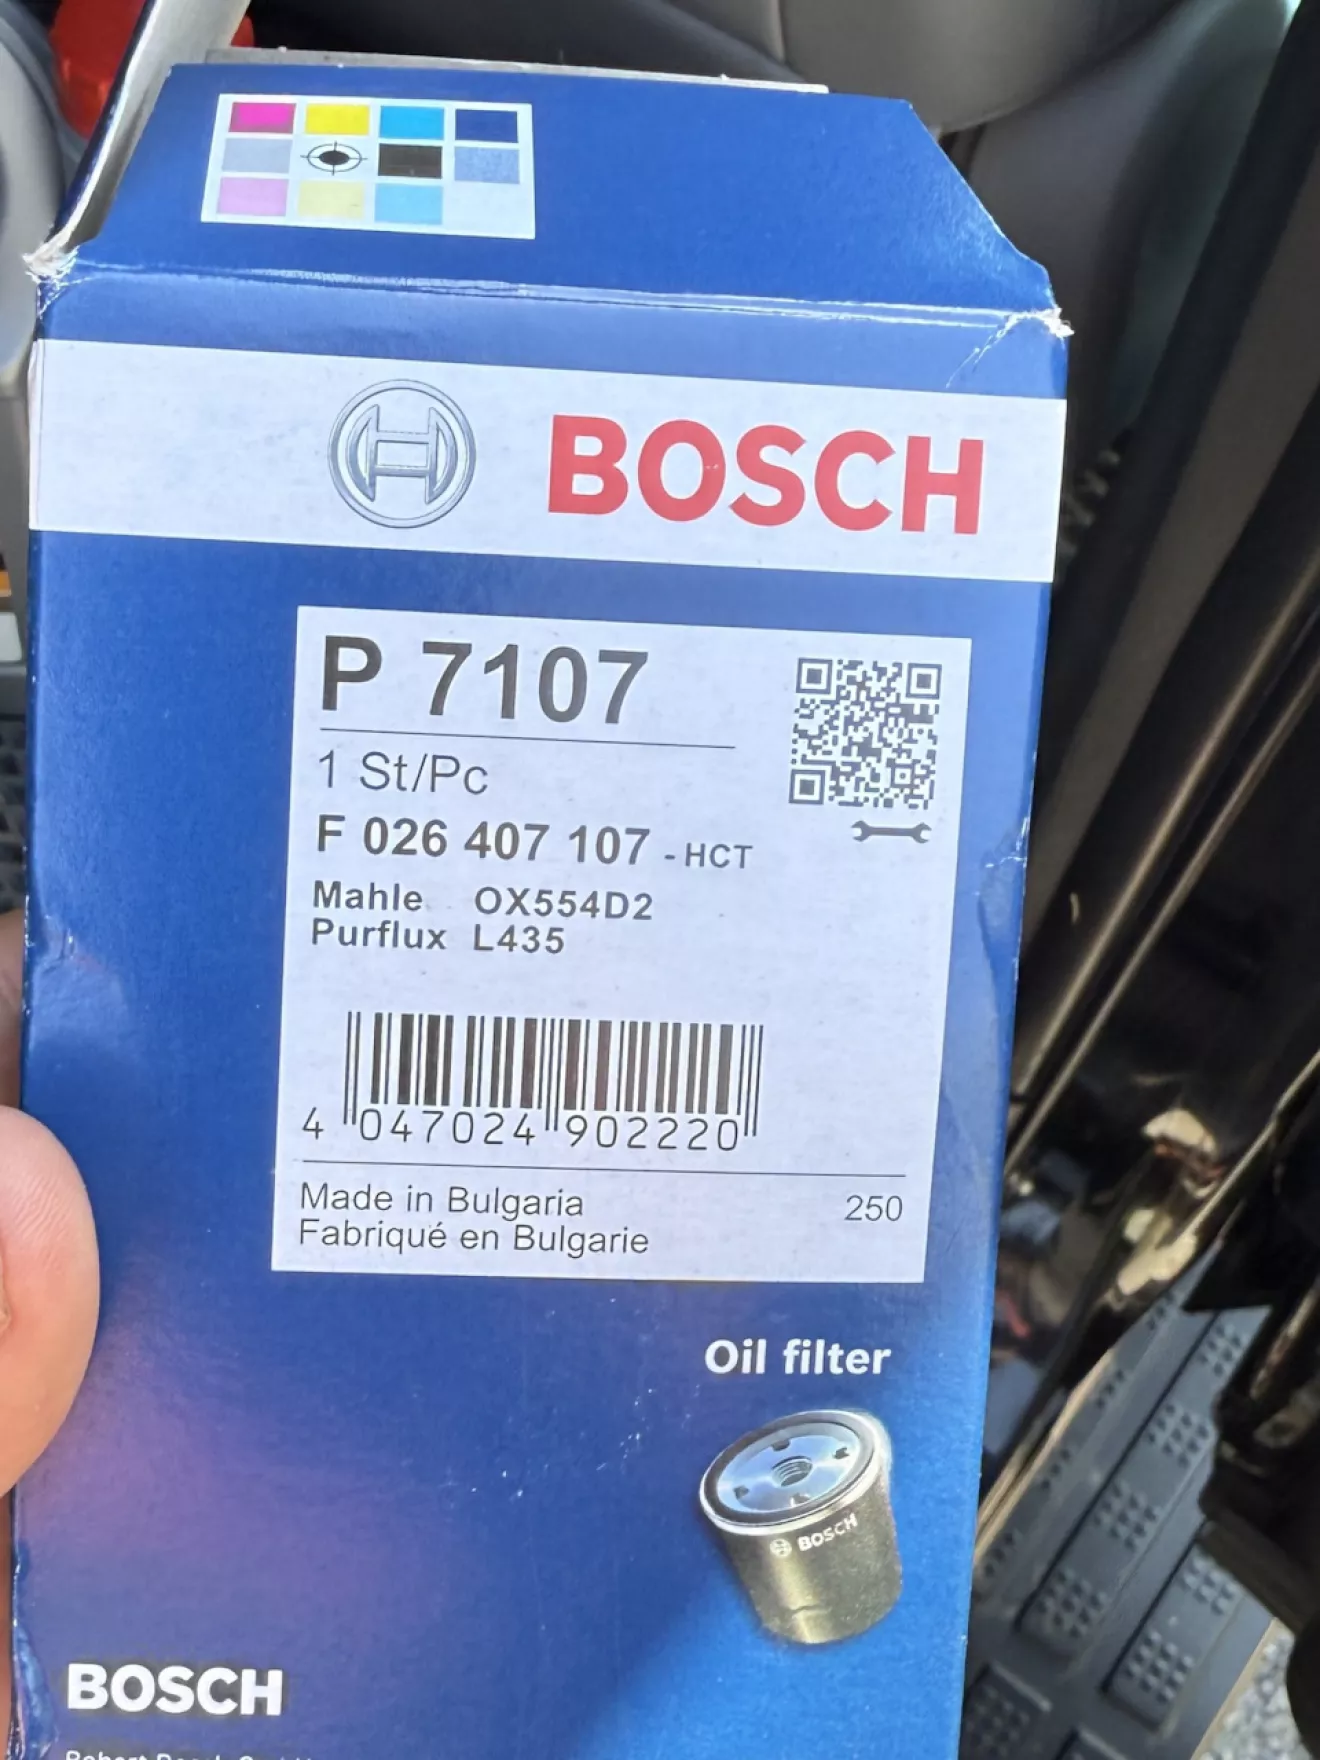 BOSCH
P 7107
1 St/Pc
F 026 407 107 - HCT
Mahle OX554D2
Purflux L435
4 047024 902220
Made in Bulgaria 250
Fabriqué en Bulgarie
Oil filter
BOSCH
BOSCH